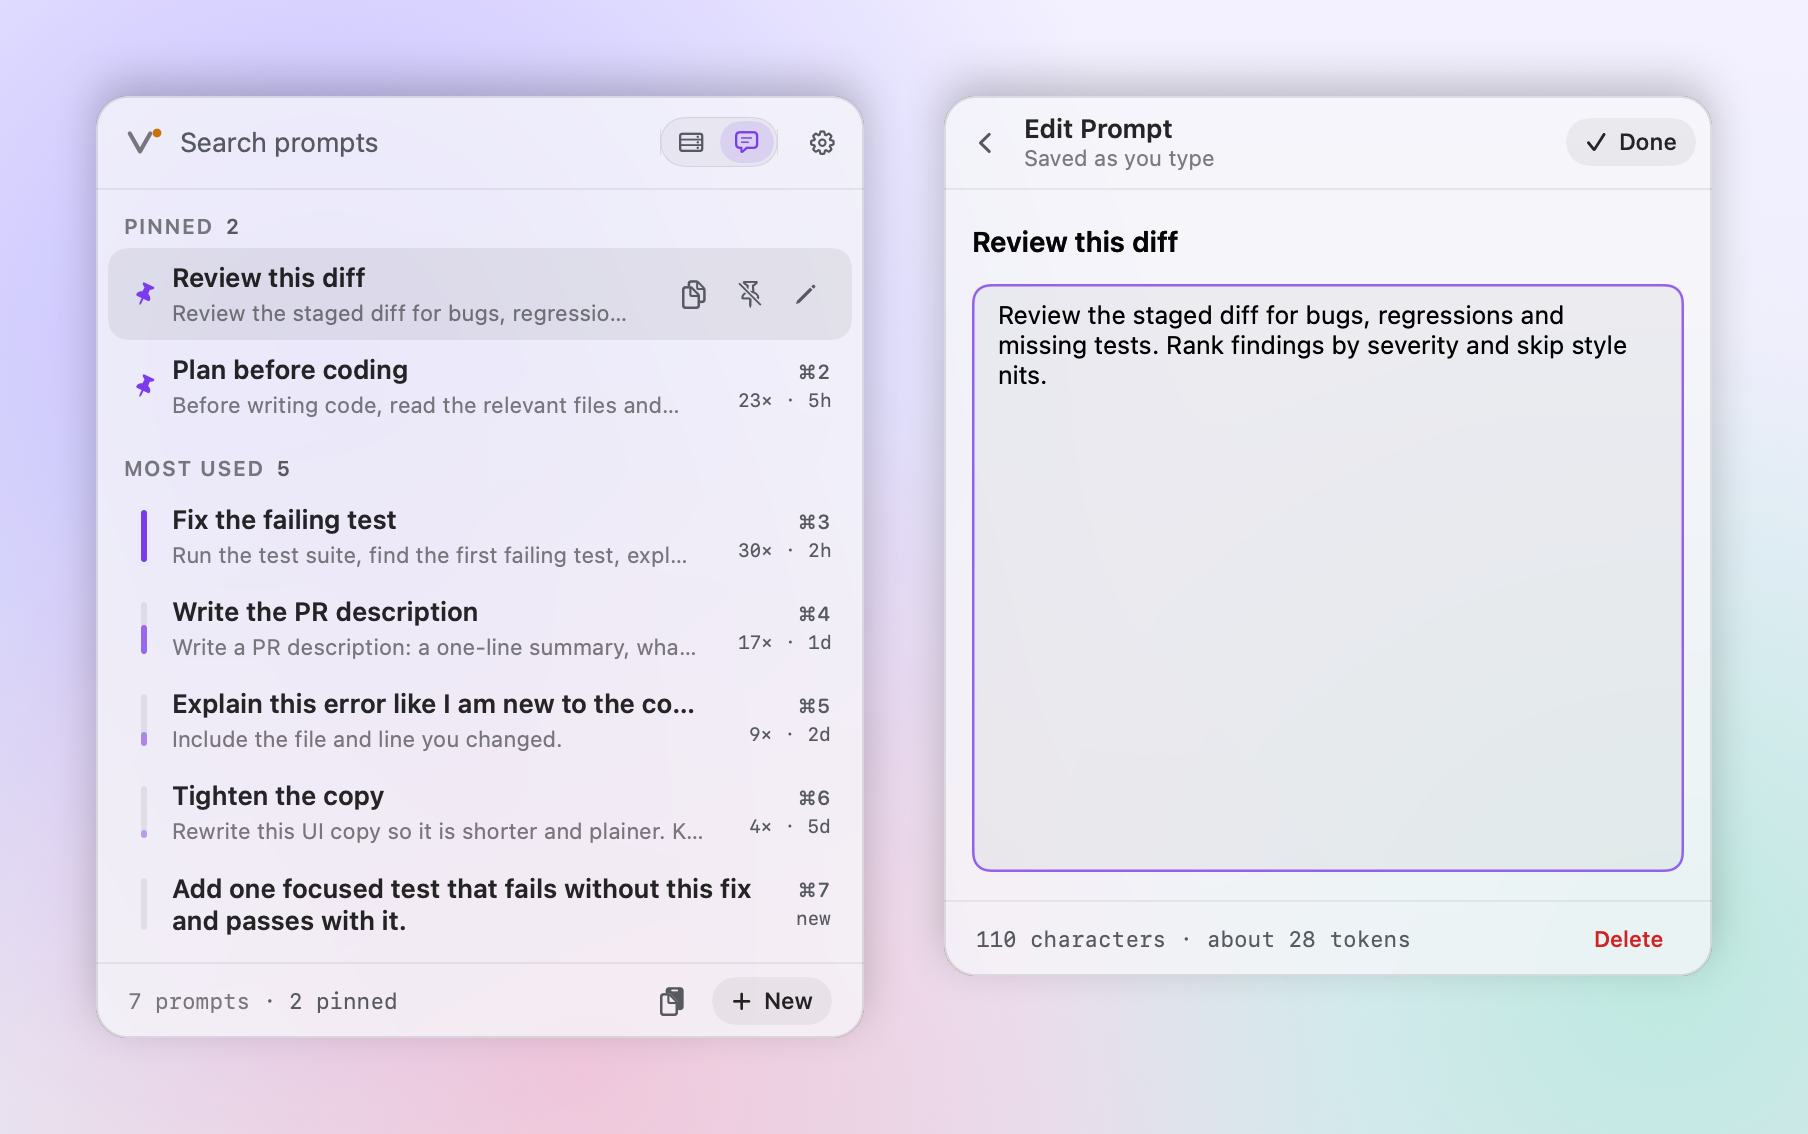 Search prompts
PINNED 2
Review this diff
Review the staged diff for bugs, regressio...
Plan before coding
⌘2
Before writing code, read the relevant files and...
23× · 5h
MOST USED 5
Fix the failing test
⌘3
Run the test suite, find the first failing test, expl...
30× · 2h
Write the PR description
⌘4
Write a PR description: a one-line summary, wha...
17× · 1d
Explain this error like I am new to the co...
⌘5
Include the file and line you changed.
9× · 2d
Tighten the copy
⌘6
Rewrite this UI copy so it is shorter and plainer. K...
4× · 5d
Add one focused test that fails without this fix
and passes with it.
⌘7
new
7 prompts · 2 pinned
+ New
Edit Prompt
Saved as you type
Done
Review this diff
Review the staged diff for bugs, regressions and
missing tests. Rank findings by severity and skip style
nits.
110 characters · about 28 tokens
Delete